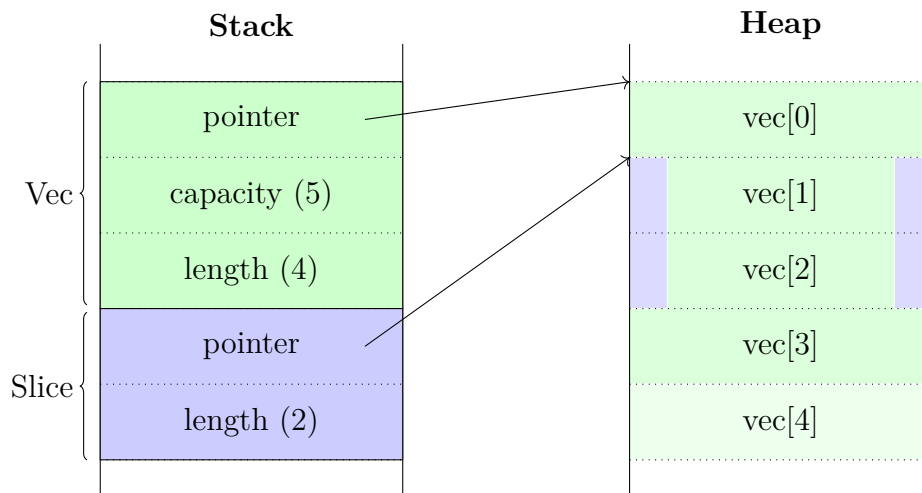 Stack
Heap
Vec
pointer
capacity (5)
length (4)
Slice
pointer
length (2)
vec[0]
vec[1]
vec[2]
vec[3]
vec[4]